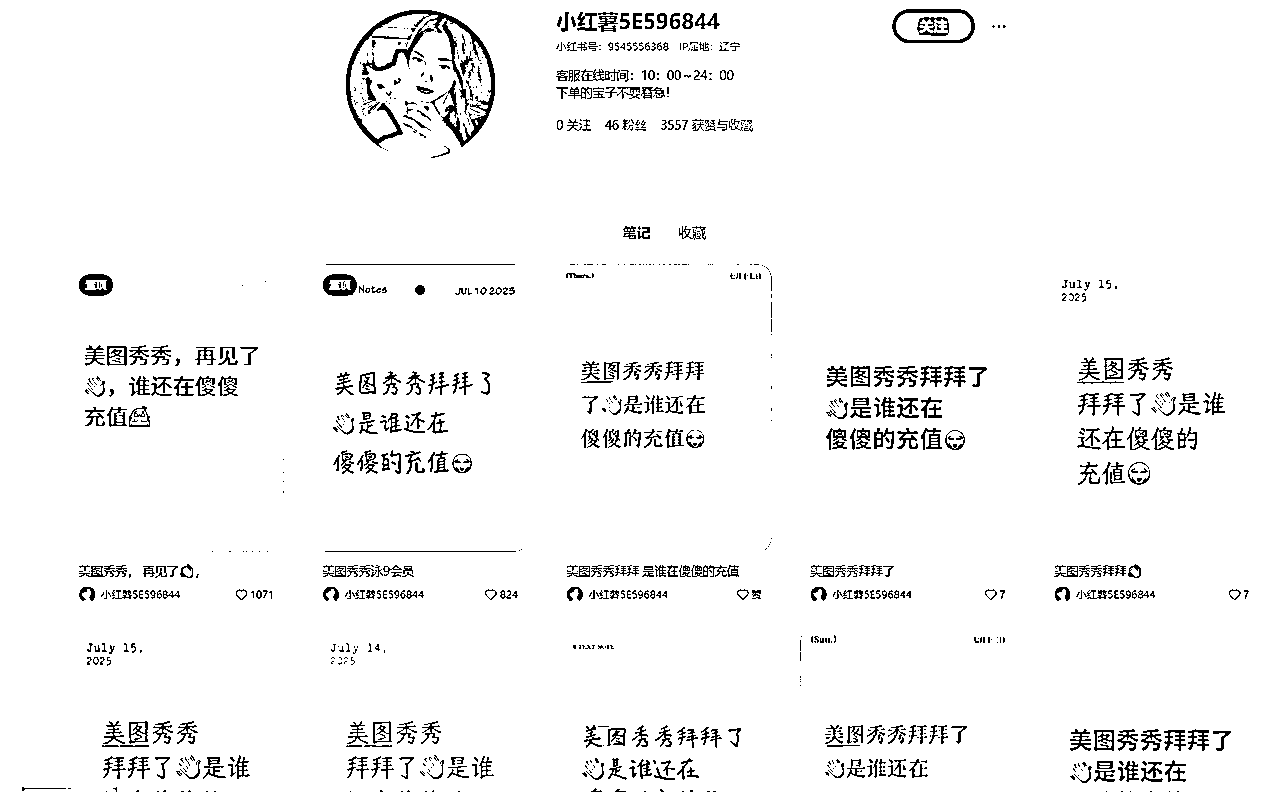 小红薯5E596844
关注
小红书号：9545556368 IP属地：辽宁
客服在线时间：10：00~24：00
下单的宝子不要着急！
0 关注 46 粉丝 3557 获赞与收藏
笔记 收藏
置顶
美图秀秀，再见了
👋，谁还在傻傻
充值
美图秀秀，再见了👋，
小红薯5E596844 1071
置顶 Notes JUL 10 2025
美图秀秀拜拜了
👋是谁还在
傻傻的充值
美图秀秀泳9会员
小红薯5E596844 824
(Thurs.)
美图秀秀拜拜
了👋是谁还在
傻傻的充值
美图秀秀拜拜 是谁在傻傻的充值
小红薯5E596844 赞
美图秀秀拜拜了
👋是谁还在
傻傻的充值
美图秀秀拜拜了
小红薯5E596844 7
July 15,
2025
美图秀秀
拜拜了👋是谁
还在傻傻的
充值
美图秀秀拜拜👋
小红薯5E596844 7
July 15,
2025
美图秀秀
拜拜了👋是谁
July 14,
2025
美图秀秀
拜拜了👋是谁
美图秀秀拜拜了
👋是谁还在
(Sun.)
美图秀秀拜拜了
👋是谁还在
美图秀秀拜拜了
👋是谁还在